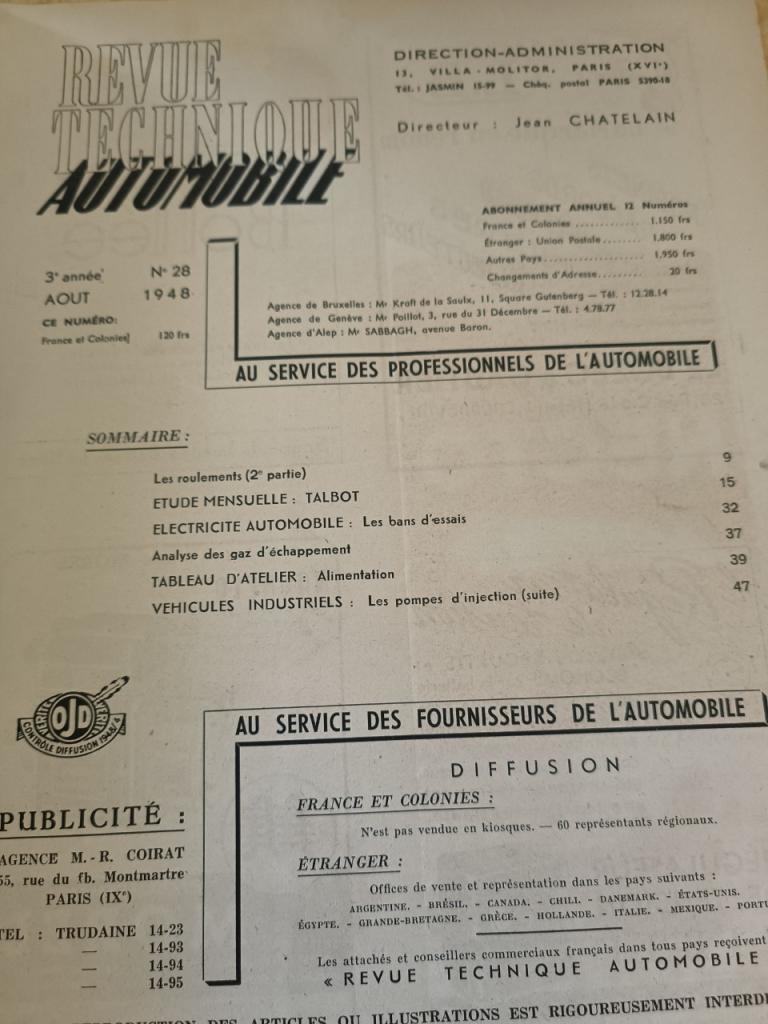 REVUE
TECHNIQUE
AUTOMOBILE
DIRECTION-ADMINISTRATION
13, VILLA-MOLITOR, PARIS (XVIᵉ)
Tél. : JASMIN 15-99 — Chèq. postal PARIS 5390-18
Directeur : Jean CHATELAIN
ABONNEMENT ANNUEL 12 Numéros
France et Colonies ............ 1.150 frs
Étranger : Union Postale....... 1.800 frs
Autres Pays................... 1.950 frs
Changements d'Adresse......... 20 frs
3ᵉ année N° 28
AOUT 1948
CE NUMÉRO:
France et Colonies] 120 frs
Agence de Bruxelles : Mʳ Kraft de la Saulx, 11, Square Gutenberg — Tél. : 12.28.14
Agence de Genève : Mʳ Poillot, 3, rue du 31 Décembre — Tél. : 4.78.77
Agence d'Alep : Mʳ SABBAGH, avenue Baron.
AU SERVICE DES PROFESSIONNELS DE L'AUTOMOBILE
SOMMAIRE :
Les roulements (2ᵉ partie) 9
ETUDE MENSUELLE : TALBOT 15
ELECTRICITE AUTOMOBILE : Les bans d'essais 32
Analyse des gaz d'échappement 37
TABLEAU D'ATELIER : Alimentation 39
VEHICULES INDUSTRIELS : Les pompes d'injection (suite) 47
OJD
CONTRÔLE DIFFUSION
AU SERVICE DES FOURNISSEURS DE L'AUTOMOBILE
DIFFUSION
FRANCE ET COLONIES :
N'est pas vendue en kiosques. — 60 représentants régionaux.
ÉTRANGER :
Offices de vente et représentation dans les pays suivants :
ARGENTINE. - BRÉSIL. - CANADA. - CHILI. - DANEMARK. - ÉTATS-UNIS.
ÉGYPTE. - GRANDE-BRETAGNE. - GRÈCE. - HOLLANDE. - ITALIE. - MEXIQUE. - PORTU
Les attachés et conseillers commerciaux français dans tous pays reçoivent
« REVUE TECHNIQUE AUTOMOBILE
PUBLICITÉ :
AGENCE M.-R. COIRAT
55, rue du fb. Montmartre
PARIS (IXᵉ)
TEL : TRUDAINE 14-23
— 14-93
— 14-94
— 14-95
DES ARTICLES OU ILLUSTRATIONS EST RIGOUREUSEMENT INTERDI